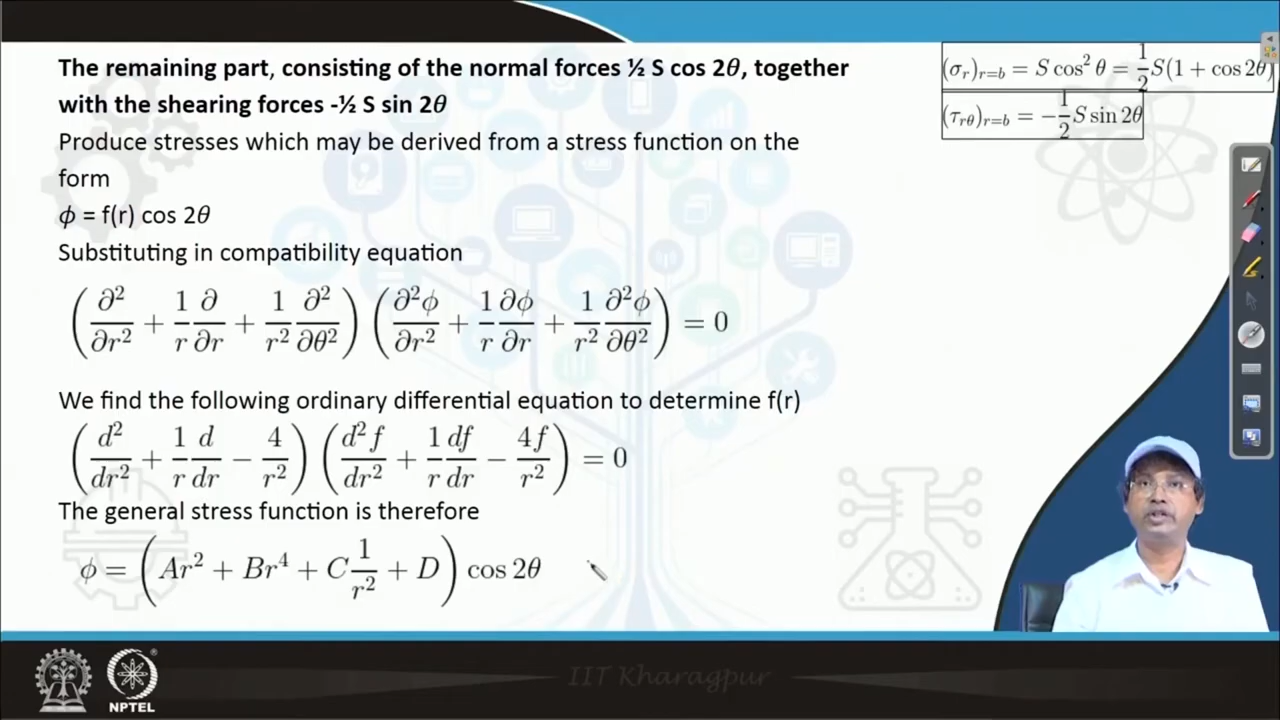 The remaining part, consisting of the normal forces ½ S cos 2θ, together
with the shearing forces -½ S sin 2θ
Produce stresses which may be derived from a stress function on the
form
ϕ = f(r) cos 2θ
Substituting in compatibility equation
(∂²/∂r² + 1/r ∂/∂r + 1/r² ∂²/∂θ²) (∂²ϕ/∂r² + 1/r ∂ϕ/∂r + 1/r² ∂²ϕ/∂θ²) = 0
We find the following ordinary differential equation to determine f(r)
(d²/dr² + 1/r d/dr − 4/r²) (d²f/dr² + 1/r df/dr − 4f/r²) = 0
The general stress function is therefore
ϕ = (Ar² + Br⁴ + C 1/r² + D) cos 2θ
(σ_r)_{r=b} = S cos² θ = 1/2 S(1 + cos 2θ)
(τ_{rθ})_{r=b} = −1/2 S sin 2θ
IIT Kharagpur
NPTEL